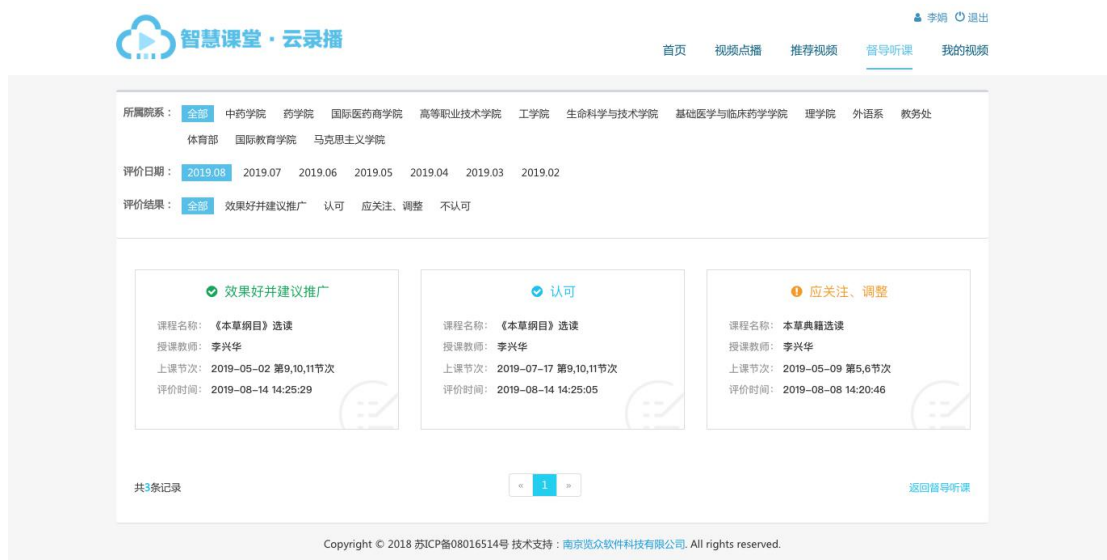 李娟 退出
智慧课堂·云录播
首页 视频点播 推荐视频 督导听课 我的视频
所属院系： 全部 中药学院 药学院 国际医药商学院 高等职业技术学院 工学院 生命科学与技术学院 基础医学与临床药学学院 理学院 外语系 教务处
体育部 国际教育学院 马克思主义学院
评价日期： 2019.08 2019.07 2019.06 2019.05 2019.04 2019.03 2019.02
评价结果： 全部 效果好并建议推广 认可 应关注、调整 不认可
效果好并建议推广
课程名称： 《本草纲目》选读
授课教师： 李兴华
上课节次： 2019-05-02 第9,10,11节次
评价时间： 2019-08-14 14:25:29
认可
课程名称： 《本草纲目》选读
授课教师： 李兴华
上课节次： 2019-07-17 第9,10,11节次
评价时间： 2019-08-14 14:25:05
应关注、调整
课程名称： 本草典籍选读
授课教师： 李兴华
上课节次： 2019-05-09 第5,6节次
评价时间： 2019-08-08 14:20:46
共3条记录
« 1 »
返回督导听课
Copyright © 2018 苏ICP备08016514号 技术支持：南京览众软件科技有限公司. All rights reserved.